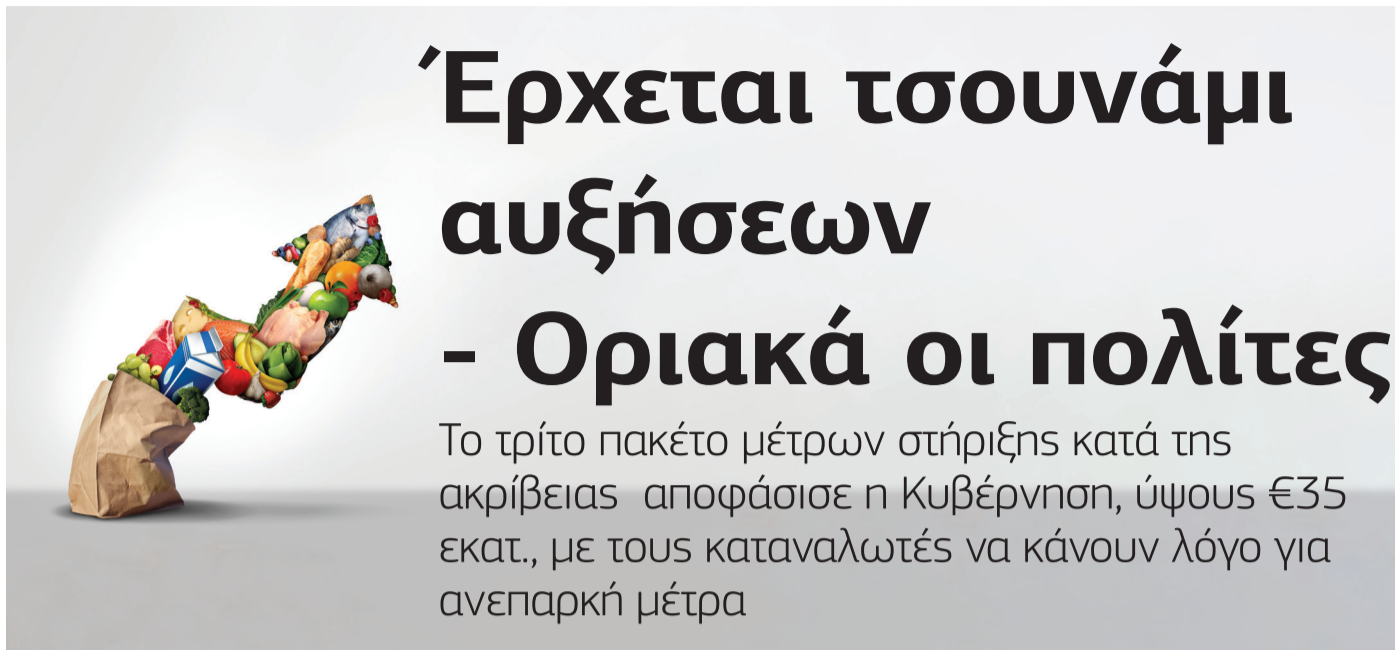 Έρχεται τσουνάμι
αυξήσεων
- Οριακά οι πολίτες
Το τρίτο πακέτο μέτρων στήριξης κατά της
ακρίβειας αποφάσισε η Κυβέρνηση, ύψους €35
εκατ., με τους καταναλωτές να κάνουν λόγο για
ανεπαρκή μέτρα